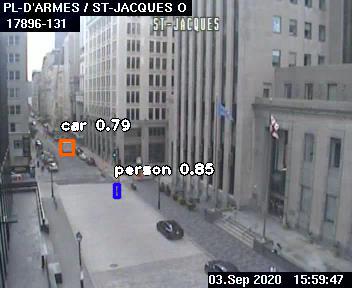 PL-D'ARMES / ST-JACQUES O
17896-131
ST-JACQUES
car 0.79
person 0.85
03.Sep 2020 15:59:47